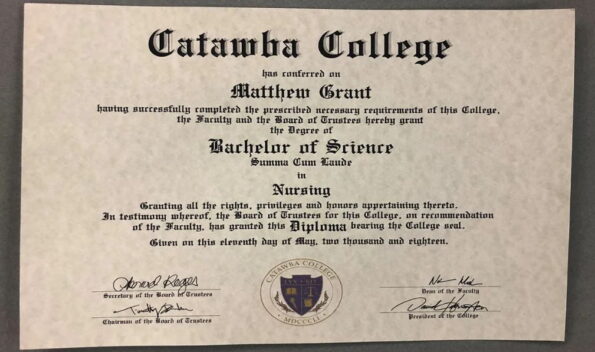 Catawba College
has conferred on
Matthew Grant
having successfully completed the prescribed necessary requirements of this College,
the Faculty and the Board of Trustees hereby grant
the Degree of
Bachelor of Science
Summa Cum Laude
in
Nursing
Granting all the rights, privileges and honors appertaining thereto.
In testimony whereof, the Board of Trustees for this College, on recommendation
of the Faculty, has granted this Diploma bearing the College seal.
Given on this eleventh day of May, two thousand and eighteen.
Secretary of the Board of Trustees
Chairman of the Board of Trustees
CATAWBA COLLEGE
MDCCCLI
Dean of the Faculty
President of the College